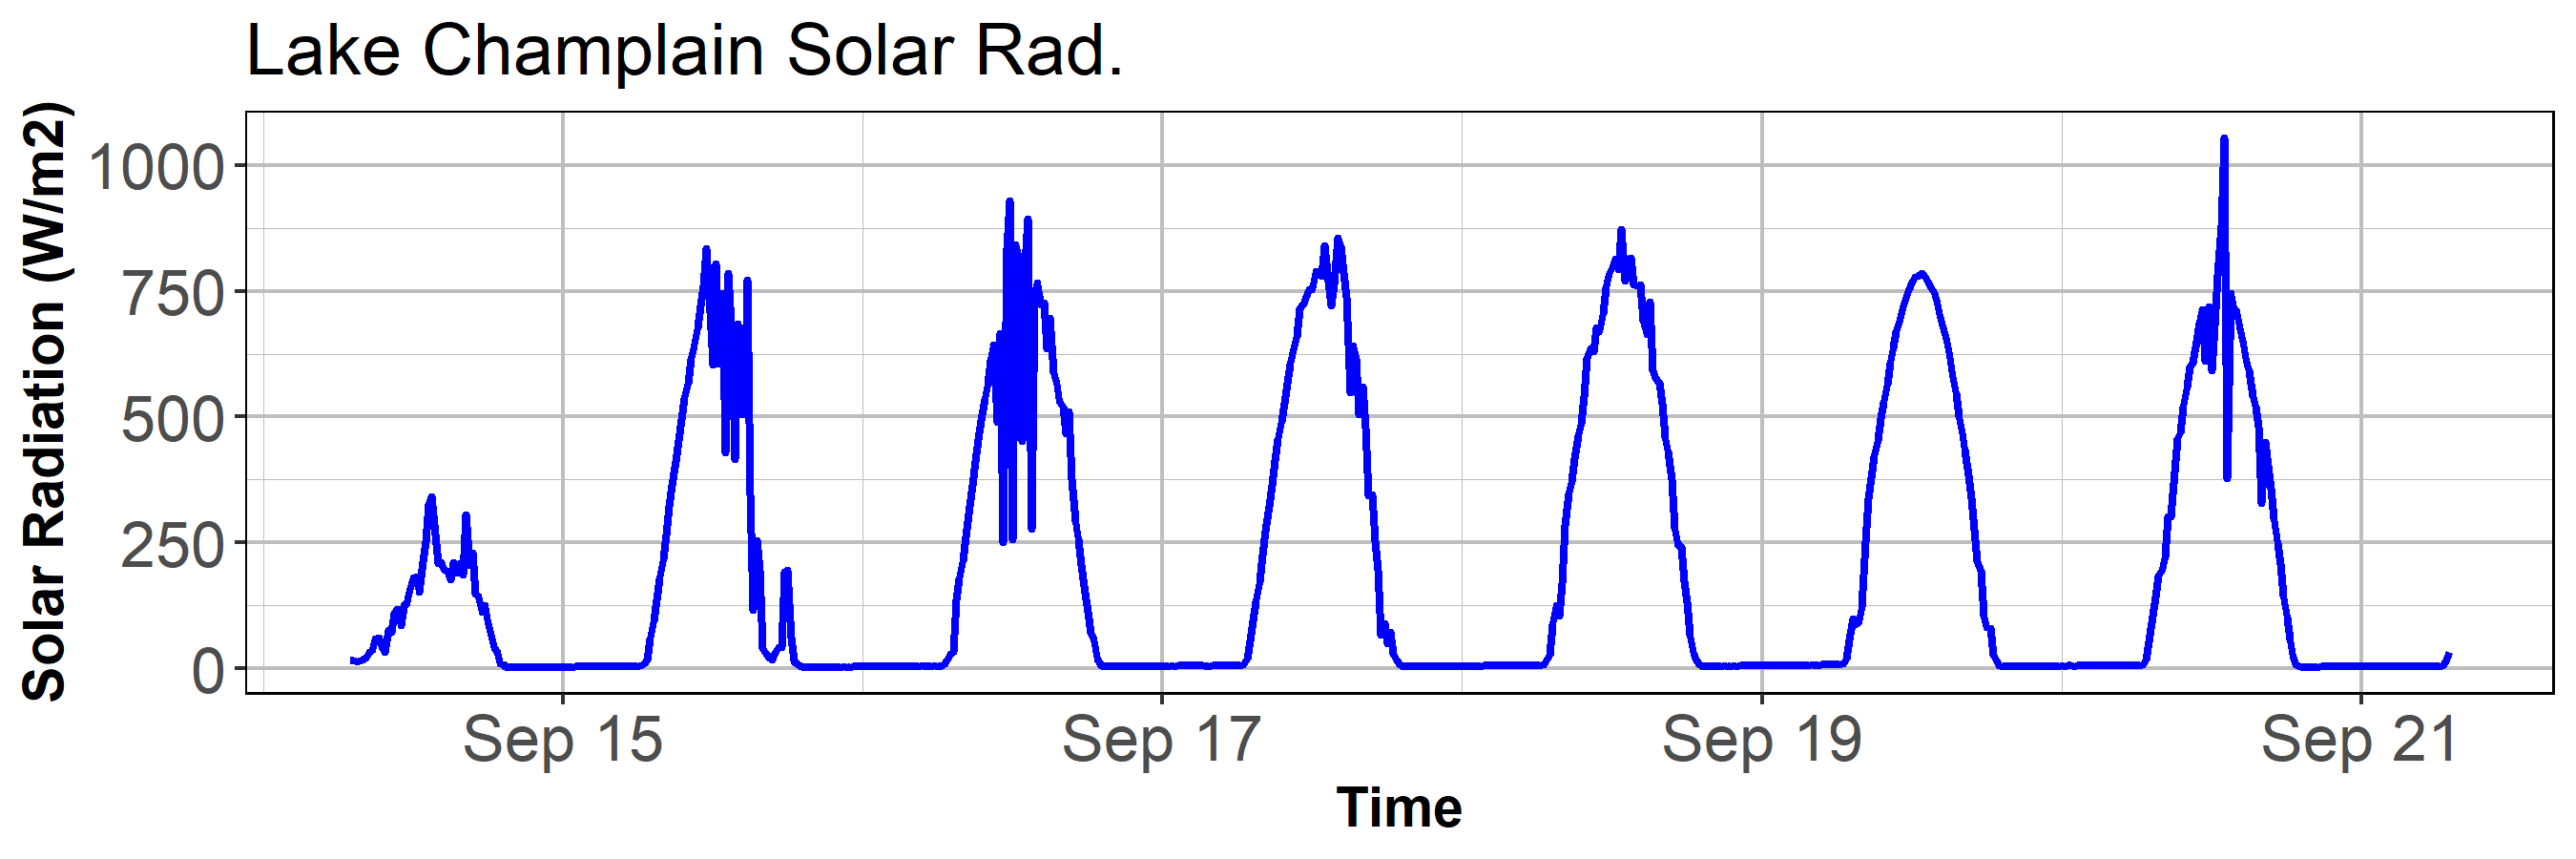 Lake Champlain Solar Rad.
Solar Radiation (W/m2)
1000
750
500
250
0
Sep 15 Sep 17 Sep 19 Sep 21
Time